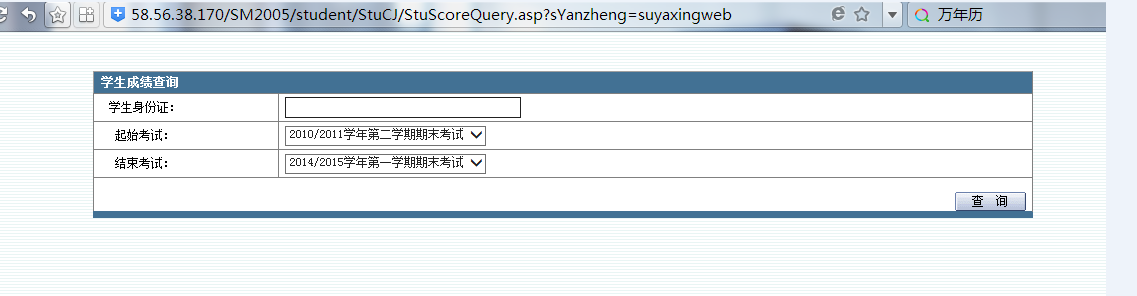 58.56.38.170/SM2005/student/StuCJ/StuScoreQuery.asp?sYanzheng=suyaxingweb 万年历
学生成绩查询
学生身份证：
起始考试： 2010/2011学年第二学期期末考试
结束考试： 2014/2015学年第一学期期末考试
查 询